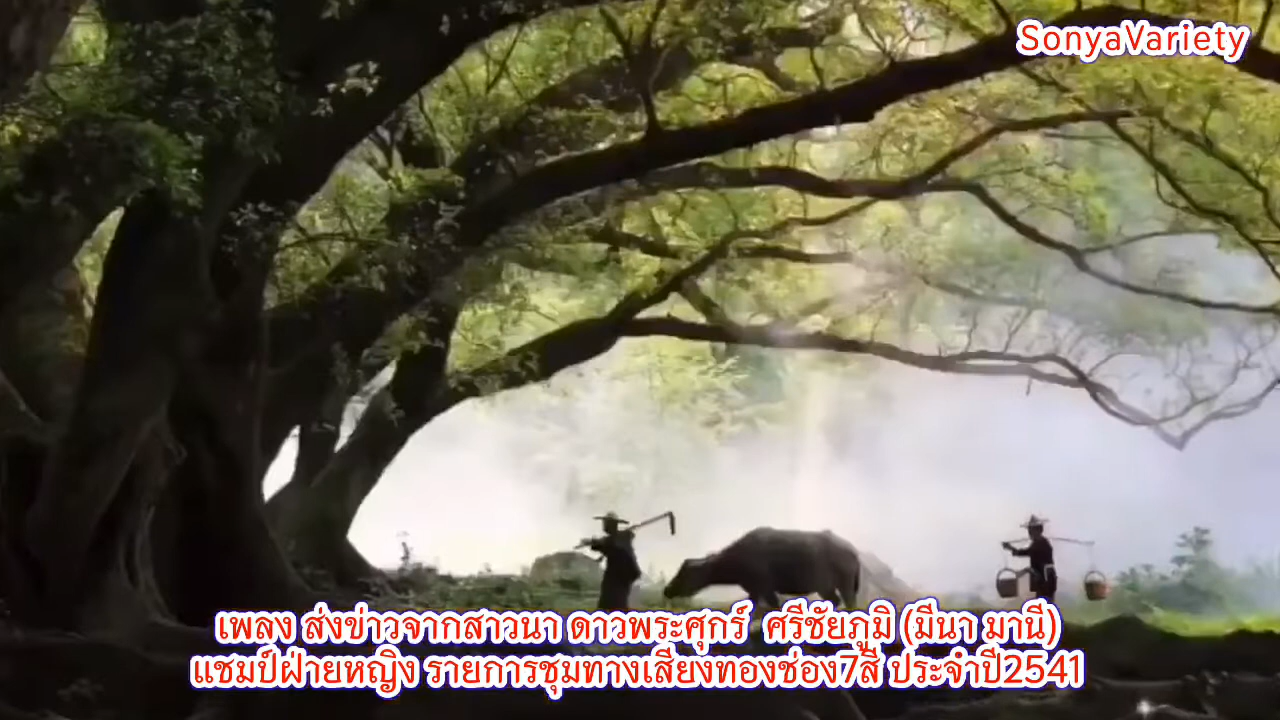 SonyaVariety
เพลง ส่งข่าวจากสาวนา ดาวพระศุกร์ ศรีชัยภูมิ (มีนา มานี)
แชมป์ฝ่ายหญิง รายการชุมทางเสียงทองช่อง7สี ประจำปี2541